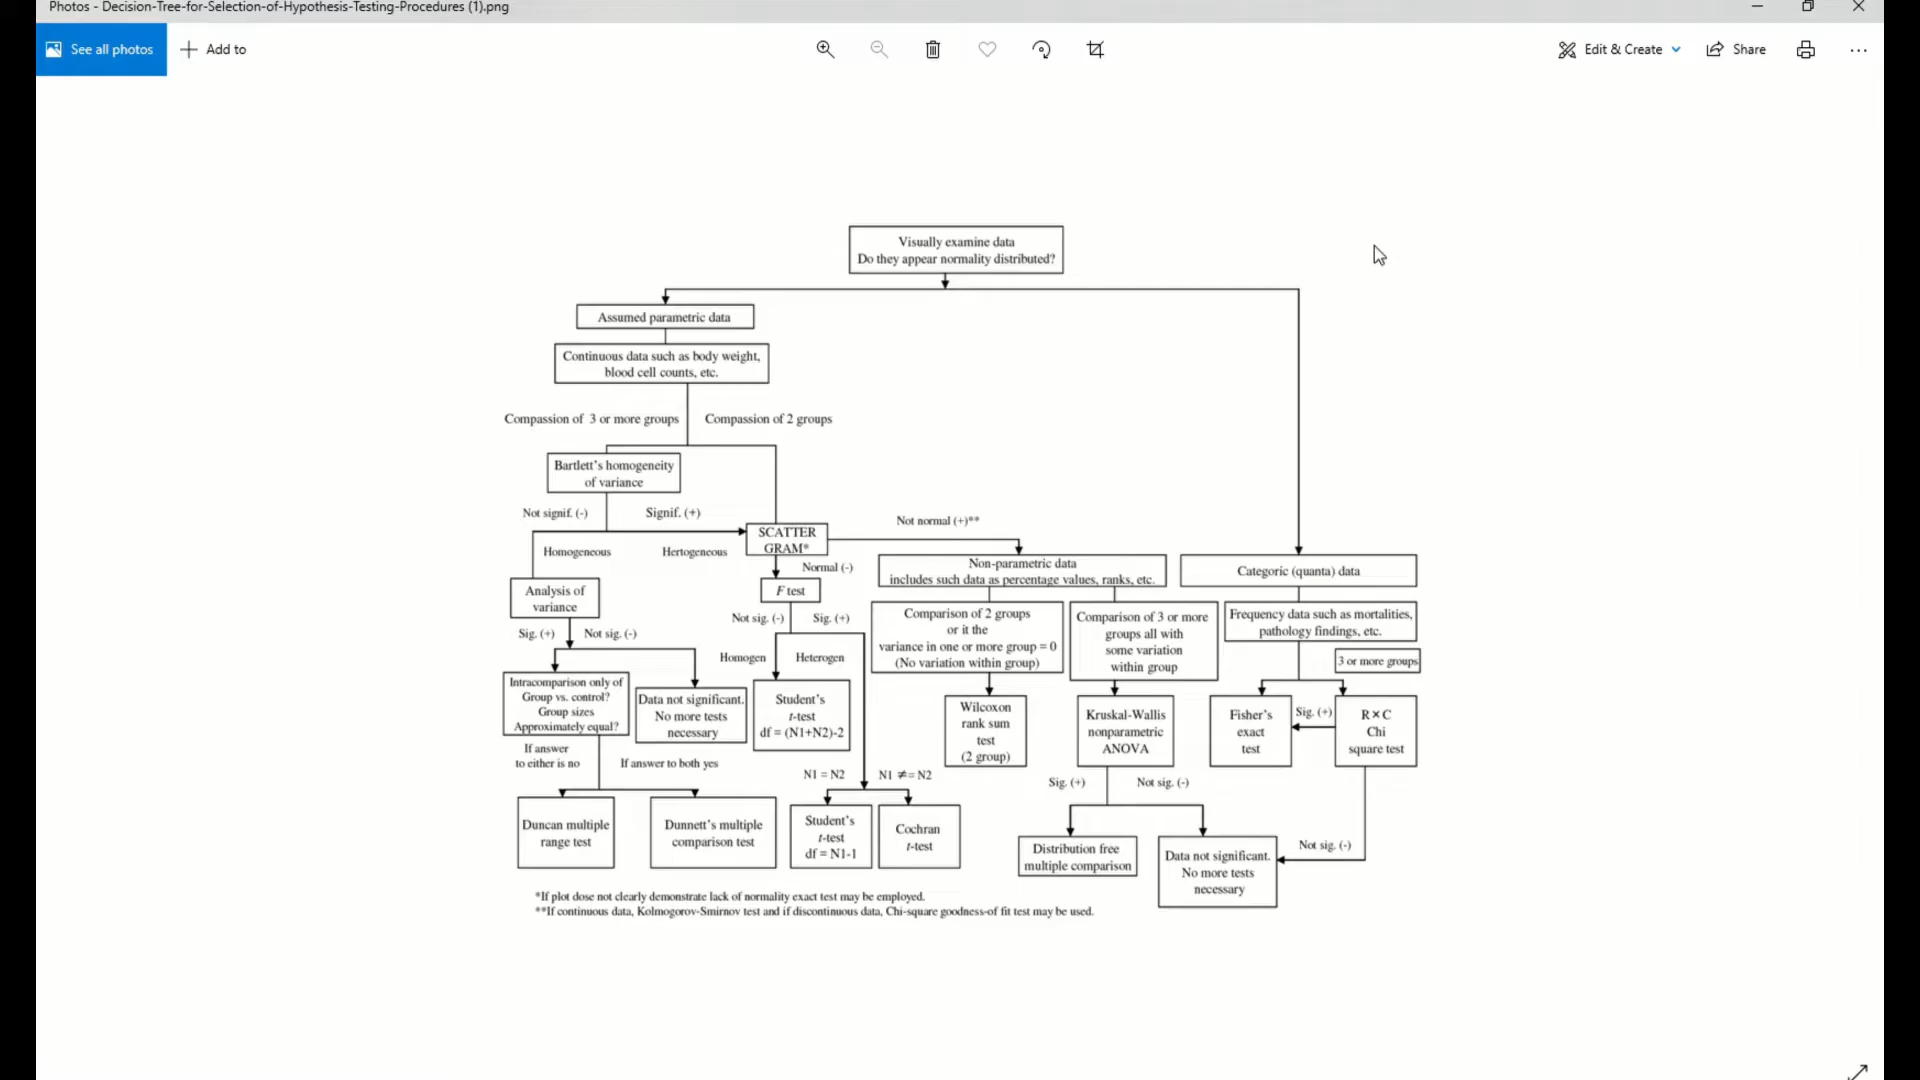 Photos - Decision-Tree-for-Selection-of-Hypothesis-Testing-Procedures (1).png
See all photos
Add to
Edit & Create
Share
Visually examine data
Do they appear normality distributed?
Assumed parametric data
Continuous data such as body weight,
blood cell counts, etc.
Compassion of 3 or more groups
Compassion of 2 groups
Bartlett's homogeneity
of variance
Not signif. (-)
Signif. (+)
Homogeneous
Hertogeneous
SCATTER
GRAM*
Not normal (+)**
Normal (-)
F test
Non-parametric data
includes such data as percentage values, ranks, etc.
Categoric (quanta) data
Analysis of
variance
Sig. (+)
Not sig. (-)
Not sig. (-)
Sig. (+)
Homogen
Heterogen
Comparison of 2 groups
or it the
variance in one or more group = 0
(No variation within group)
Comparison of 3 or more
groups all with
some variation
within group
Frequency data such as mortalities,
pathology findings, etc.
3 or more groups
Intracomparison only of
Group vs. control?
Group sizes
Approximately equal?
Data not significant.
No more tests
necessary
Student's
t-test
df = (N1+N2)-2
Wilcoxon
rank sum
test
(2 group)
Kruskal-Wallis
nonparametric
ANOVA
Fisher's
exact
test
Sig. (+)
R × C
Chi
square test
If answer
to either is no
If answer to both yes
N1 = N2
N1 ≠= N2
Sig. (+)
Not sig. (-)
Duncan multiple
range test
Dunnett's multiple
comparison test
Student's
t-test
df = N1-1
Cochran
t-test
Distribution free
multiple comparison
Data not significant.
No more tests
necessary
Not sig. (-)
*If plot dose not clearly demonstrate lack of normality exact test may be employed.
**If continuous data, Kolmogorov-Smirnov test and if discontinuous data, Chi-square goodness-of fit test may be used.